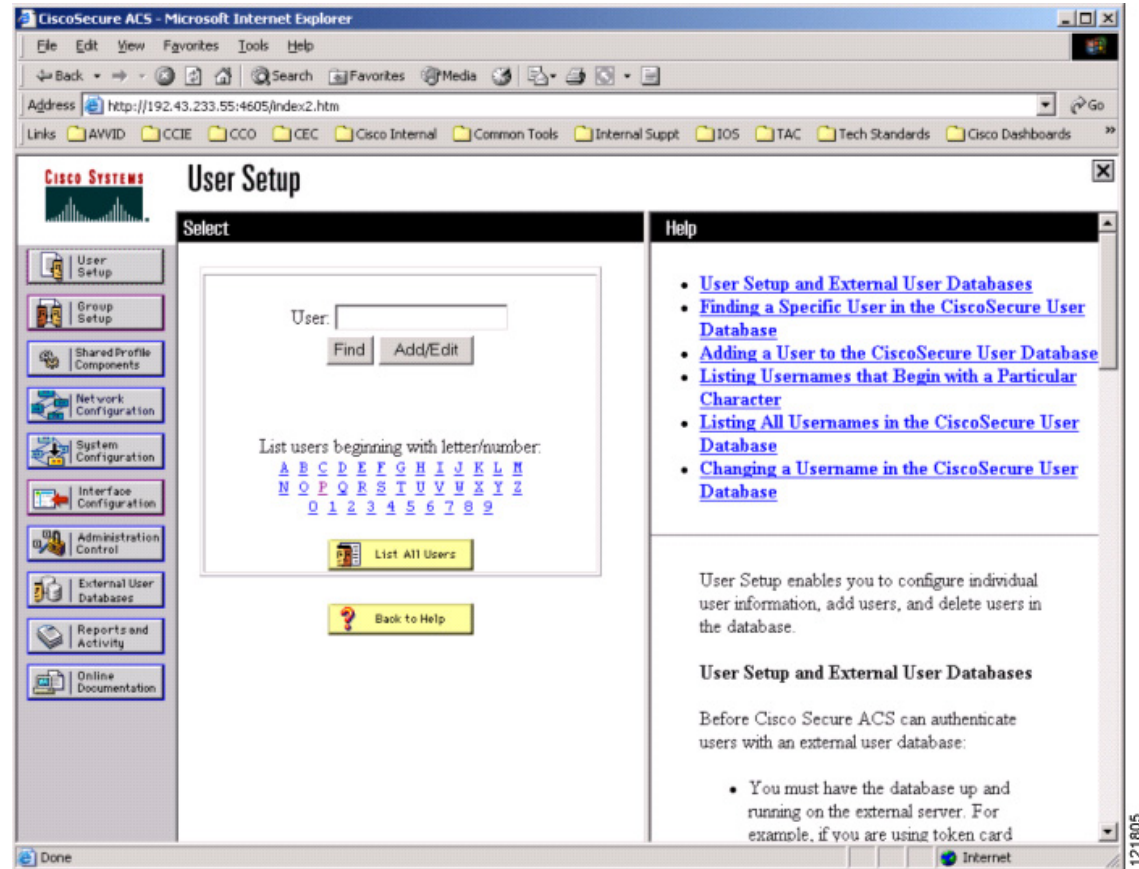 CiscoSecure ACS - Microsoft Internet Explorer
File Edit View Favorites Tools Help
Back Search Favorites Media
Address http://192.43.233.55:4605/index2.htm Go
Links AVVID CCIE CCO CEC Cisco Internal Common Tools Internal Suppt IOS TAC Tech Standards Cisco Dashboards »
CISCO SYSTEMS
User Setup
User
Setup
Group
Setup
Shared Profile
Components
Network
Configuration
System
Configuration
Interface
Configuration
Administration
Control
External User
Databases
Reports and
Activity
Online
Documentation
Select
User:
Find Add/Edit
List users beginning with letter/number:
A B C D E F G H I J K L M
N O P Q R S T U V W X Y Z
0 1 2 3 4 5 6 7 8 9
List All Users
Back to Help
Help
User Setup and External User Databases
Finding a Specific User in the CiscoSecure User
Database
Adding a User to the CiscoSecure User Database
Listing Usernames that Begin with a Particular
Character
Listing All Usernames in the CiscoSecure User
Database
Changing a Username in the CiscoSecure User
Database
User Setup enables you to configure individual
user information, add users, and delete users in
the database.
User Setup and External User Databases
Before Cisco Secure ACS can authenticate
users with an external user database:
You must have the database up and
running on the external server. For
example, if you are using token card
Done Internet
121805